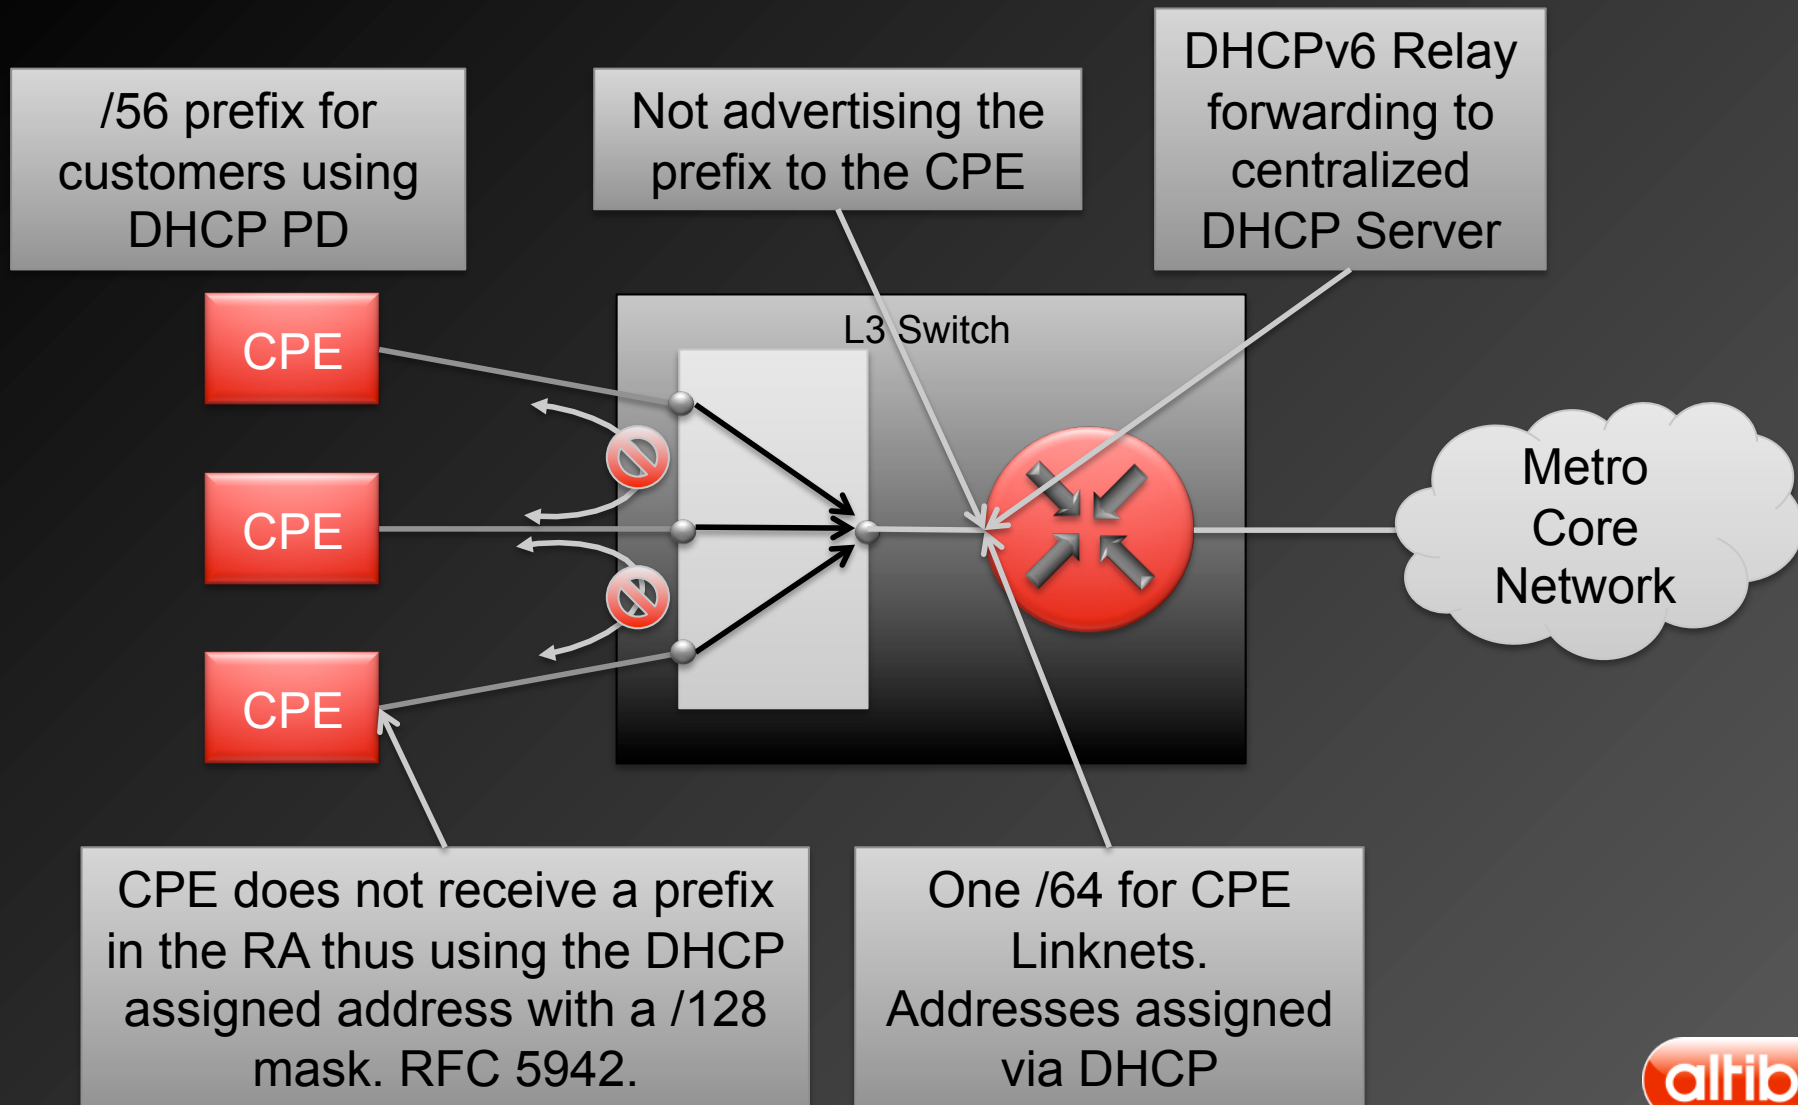 /56 prefix for
customers using
DHCP PD
Not advertising the
prefix to the CPE
DHCPv6 Relay
forwarding to
centralized
DHCP Server
L3 Switch
CPE
CPE
CPE
Metro
Core
Network
CPE does not receive a prefix
in the RA thus using the DHCP
assigned address with a /128
mask. RFC 5942.
One /64 for CPE
Linknets.
Addresses assigned
via DHCP